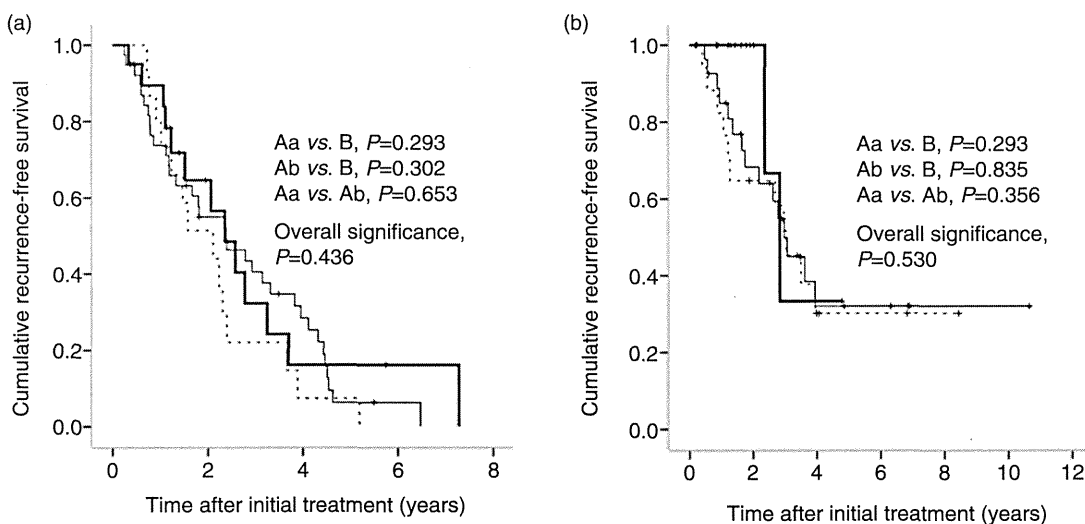 (a)
Cumulative recurrence-free survival
1.0
0.8
0.6
0.4
0.2
0.0
Aa vs. B, P=0.293
Ab vs. B, P=0.302
Aa vs. Ab, P=0.653
Overall significance,
P=0.436
0 2 4 6 8
Time after initial treatment (years)
(b)
Cumulative recurrence-free survival
1.0
0.8
0.6
0.4
0.2
0.0
Aa vs. B, P=0.293
Ab vs. B, P=0.835
Aa vs. Ab, P=0.356
Overall significance,
P=0.530
0 2 4 6 8 10 12
Time after initial treatment (years)